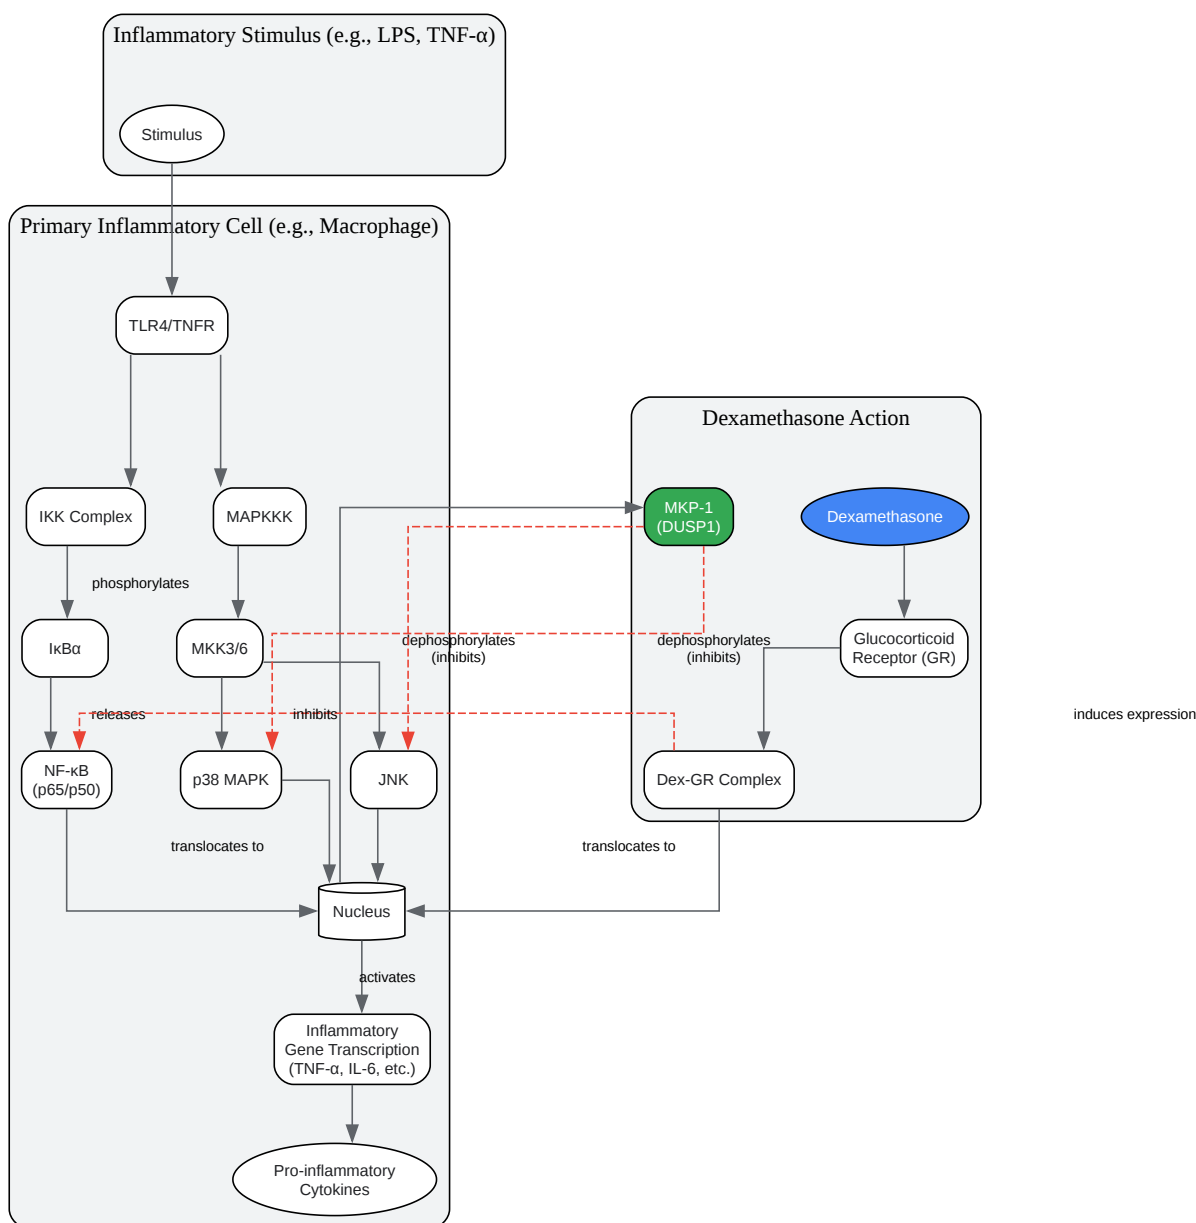 Inflammatory Stimulus (e.g., LPS, TNF-α)
Stimulus
Primary Inflammatory Cell (e.g., Macrophage)
TLR4/TNFR
Dexamethasone Action
IKK Complex
MAPKKK
MKP-1
(DUSP1)
Dexamethasone
phosphorylates
IκBα
MKK3/6
dephosphorylates
(inhibits)
dephosphorylates
(inhibits)
Glucocorticoid
Receptor (GR)
releases
inhibits
induces expression
NF-κB
(p65/p50)
p38 MAPK
JNK
Dex-GR Complex
translocates to
translocates to
Nucleus
activates
Inflammatory
Gene Transcription
(TNF-α, IL-6, etc.)
Pro-inflammatory
Cytokines